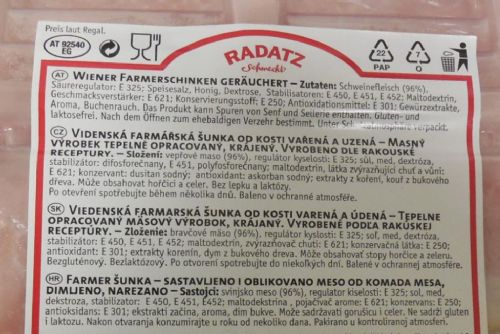 Preis laut Regal.
AT 92540
EG
RADATZ
Schmeckt
22
PAP
7
O
AT WIENER FARMERSCHINKEN GERÄUCHERT – Zutaten: Schweinefleisch (96%),
Säureregulator: E 325; Speisesalz, Honig, Dextrose, Stabilisatoren: E 450, E 451, E 452; Maltodextrin,
Geschmacksverstärker: E 621; Konservierungsstoff: E 250; Antioxidationsmittel: E 301; Gewürzextrakte,
Aroma, Buchenrauch. Das Produkt kann Spuren von Senf und Sellerie enthalten. Gluten- und
laktosefrei. Nach dem Öffnen zum ehebaldigen Verzehr bestimmt. Unter Schutzatmosphäre verpackt.
CZ VIDENSKÁ FARMÁŘSKÁ ŠUNKA OD KOSTI VAŘENÁ A UZENÁ – MASNÝ
VÝROBEK TEPELNĚ OPRACOVANÝ, KRÁJENÝ. VYROBENO DLE RAKOUSKÉ
RECEPTURY. – Složení: vepřové maso (96%), regulátor kyselosti: E 325; sůl, med, dextróza,
stabilizátor: difosforečnany, E 451, polyfosforečnany; maltodextrin, látka zvýrazňující chuť a vůni:
E 621; konzervant: dusitan sodný; antioxidant: askorban sodný; extrakty z koření, kouř z bukového
dřeva. Může obsahovat hořčici a celer. Bez lepku a laktózy.
Po otevření spotřebujte během několika dnů. Baleno v ochranné atmosféře.
SK VIEDENSKÁ FARMARSKÁ ŠUNKA OD KOSTI VARENÁ A ÚDENÁ – TEPELNE
OPRACOVANÝ MÄSOVÝ VÝROBOK, KRÁJANÝ. VYROBENÉ PODĽA RAKÚSKEJ
RECEPTÚRY. – Zloženie: bravčové mäso (96%), regulátor kyslosti: E 325; soľ, med, dextróza,
stabilizátor: E 450, E 451, E 452; maltodextrín, zvýrazňovač chuti: E 621; konzervačná látka: E 250;
antioxidant: E 301; extrakty korenín, dym z bukového dreva. Môže obsahovať horčicu a zeler.
Bezgluténový. Bezlaktózový. Po otvorení spotrebujte do niekoľkých dní. Balené v ochrannej atmosfére.
HR FARMER ŠUNKA – SASTAVLJENO I OBLIKOVANO MESO OD KOMADA MESA,
DIMLJENO, NAREZANO – Sastojci: svinjsko meso (96%), regulator kiselosti: E 325; sol, med,
dekstroza, stabilizator: E 450, E 451, E452; maltodekstrina, pojačivač arome: E 621; konzervans: E 250;
antioksidans: E 301; ekstrakti začina, aroma, dim bukve. Može sadržavati gorušicu i celer. Ne sadrži gluten
i laktozu. Nakon otvaranja konzumirajte u roku od nekoliko dana. Pakirano u kontroliranoj atmosferi.